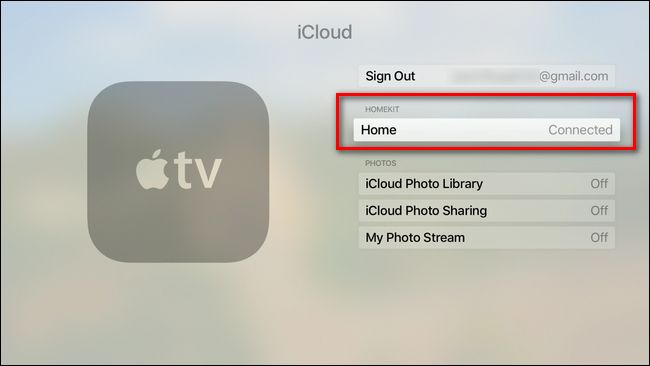 iCloud
Sign Out @gmail.com
HOMEKIT
Home Connected
PHOTOS
iCloud Photo Library Off
iCloud Photo Sharing Off
My Photo Stream Off
tv